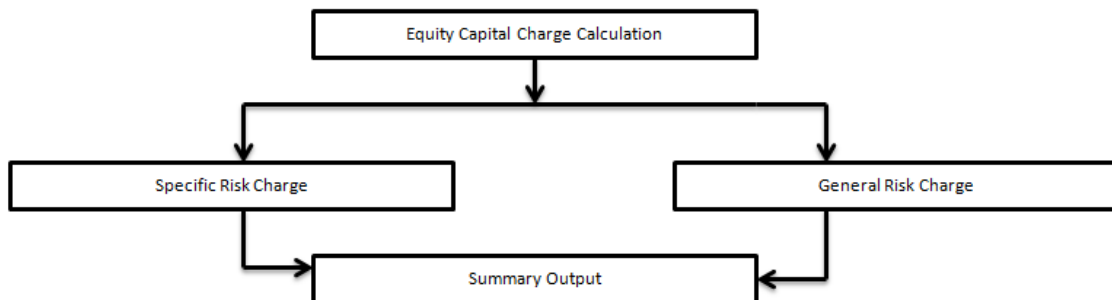 Equity Capital Charge Calculation
Specific Risk Charge
General Risk Charge
Summary Output